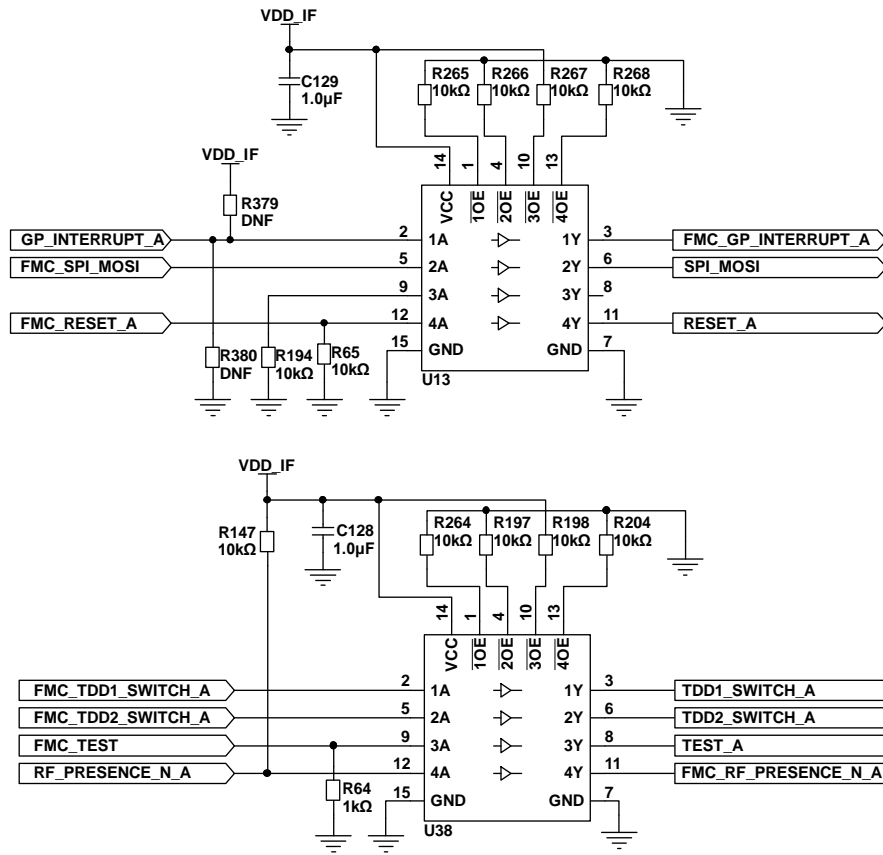 VDD_IF
R265 R266 R267 R268
10kΩ 10kΩ 10kΩ 10kΩ
C129
1.0µF
VDD_IF
14 1 4 10 13
R379
DNF
VCC 1OE 2OE 3OE 4OE
GP_INTERRUPT_A 2 1A 1Y 3 FMC_GP_INTERRUPT_A
FMC_SPI_MOSI 5 2A 2Y 6 SPI_MOSI
9 3A 3Y 8
FMC_RESET_A 12 4A 4Y 11 RESET_A
15 GND GND 7
R380 R194 R65
DNF 10kΩ 10kΩ
U13
VDD_IF
R147 C128 R264 R197 R198 R204
10kΩ 1.0µF 10kΩ 10kΩ 10kΩ 10kΩ
14 1 4 10 13
VCC 1OE 2OE 3OE 4OE
FMC_TDD1_SWITCH_A 2 1A 1Y 3 TDD1_SWITCH_A
FMC_TDD2_SWITCH_A 5 2A 2Y 6 TDD2_SWITCH_A
FMC_TEST 9 3A 3Y 8 TEST_A
RF_PRESENCE_N_A 12 4A 4Y 11 FMC_RF_PRESENCE_N_A
R64 15 GND GND 7
1kΩ
U38